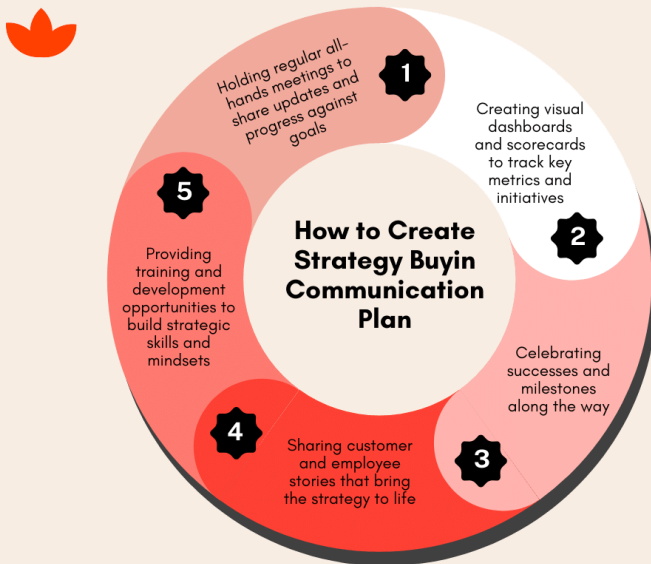 How to Create
Strategy Buyin
Communication
Plan
1
Holding regular all-
hands meetings to
share updates and
progress against
goals
2
Creating visual
dashboards
and scorecards
to track key
metrics and
initiatives
3
Celebrating
successes and
milestones
along the way
4
Sharing customer
and employee
stories that bring
the strategy to life
5
Providing
training and
development
opportunities to
build strategic
skills and
mindsets